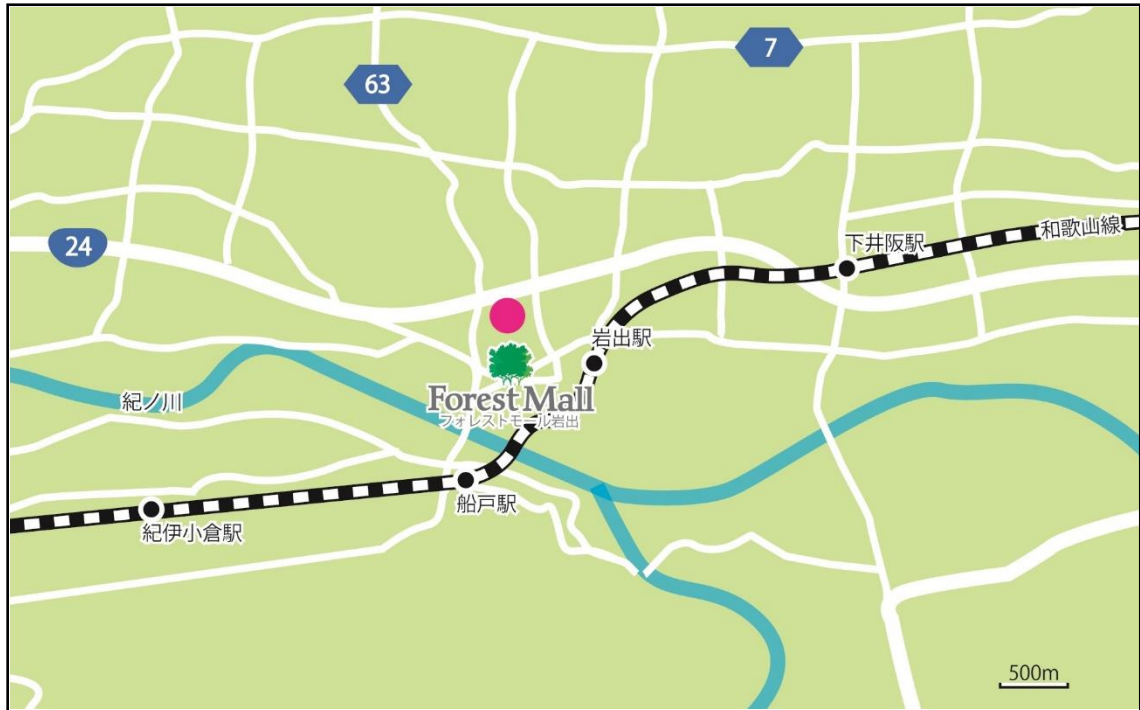 7
63
24
和歌山線
下井阪駅
岩出駅
紀ノ川
Forest Mall
フォレストモール岩出
船戸駅
紀伊小倉駅
500m